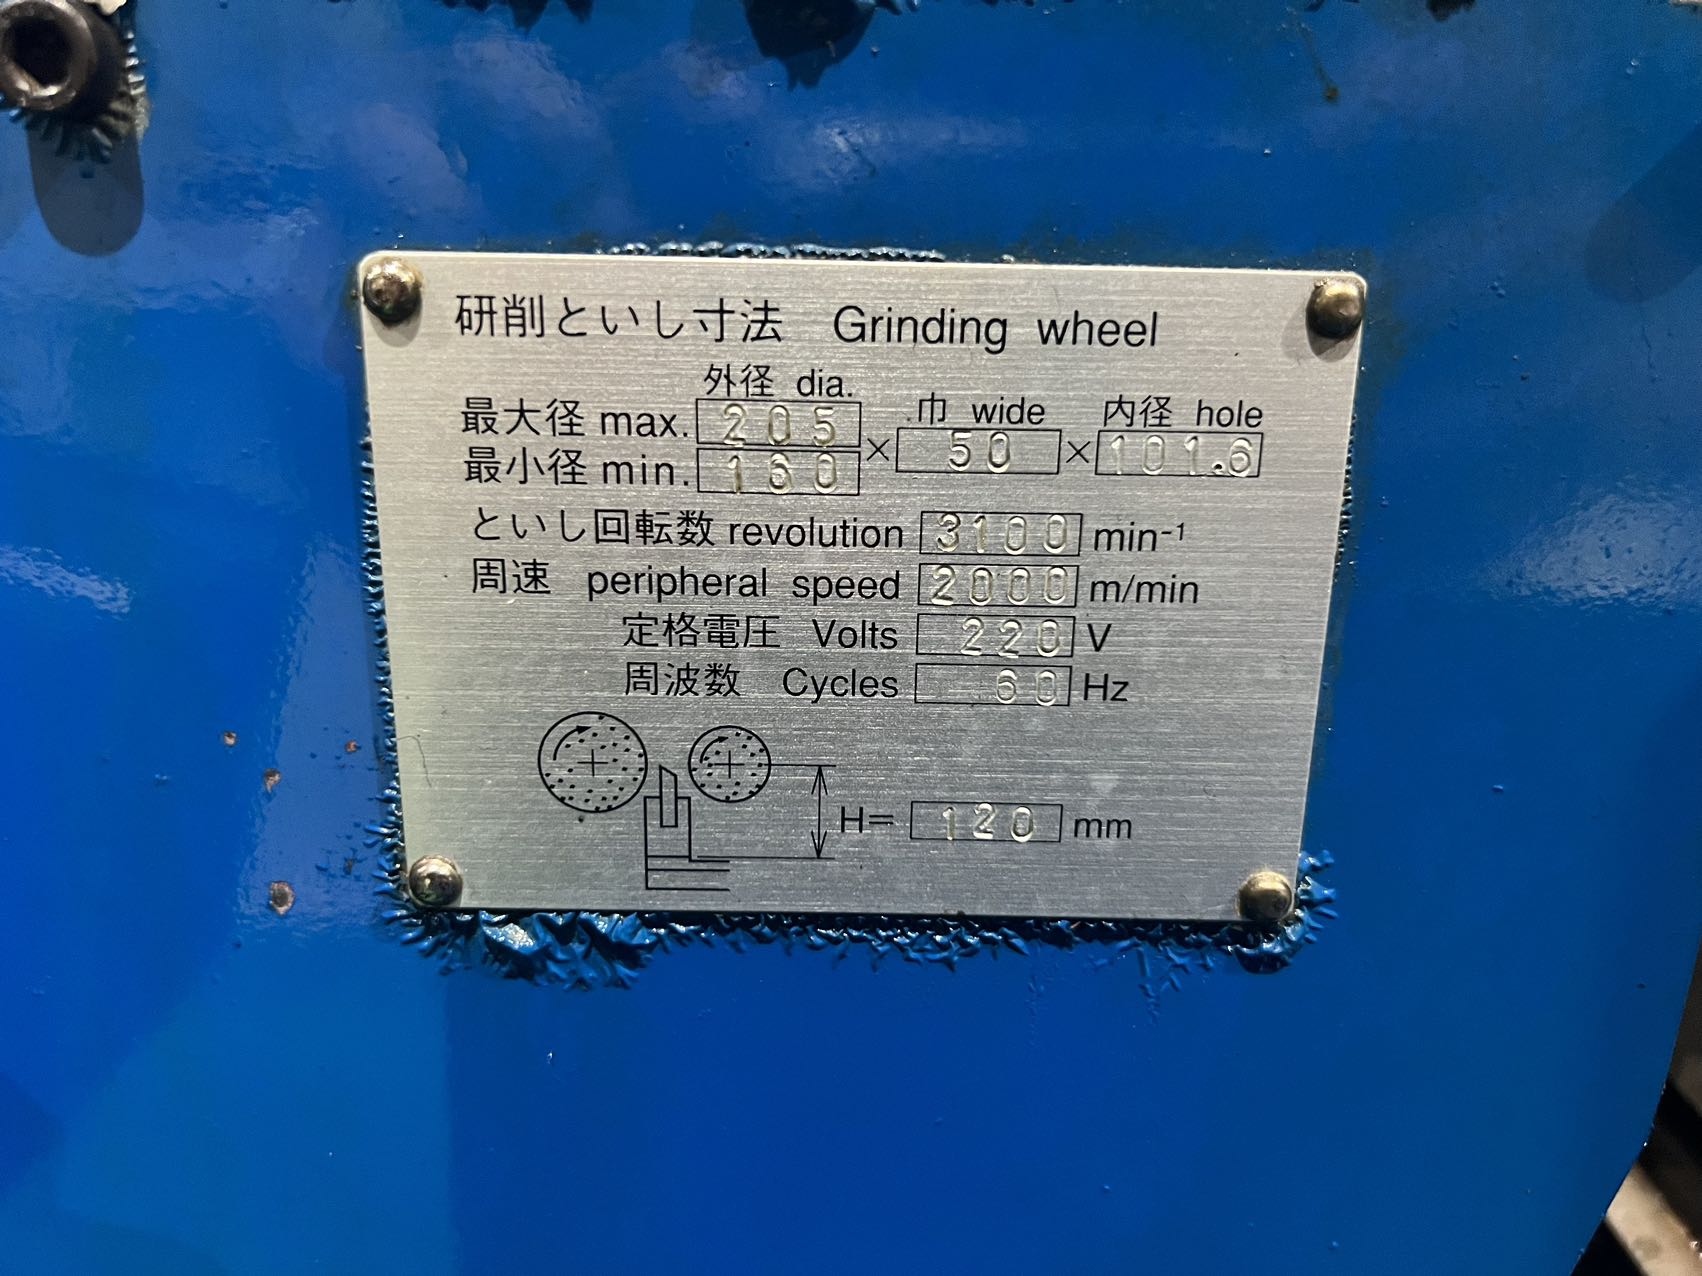 研削といし寸法 Grinding wheel
外径 dia. 巾 wide 内径 hole
最大径 max. 205 × 50 × 101.6
最小径 min. 160
といし回転数 revolution 3100 min⁻¹
周速 peripheral speed 2000 m/min
定格電圧 Volts 220 V
周波数 Cycles 60 Hz
H= 120 mm